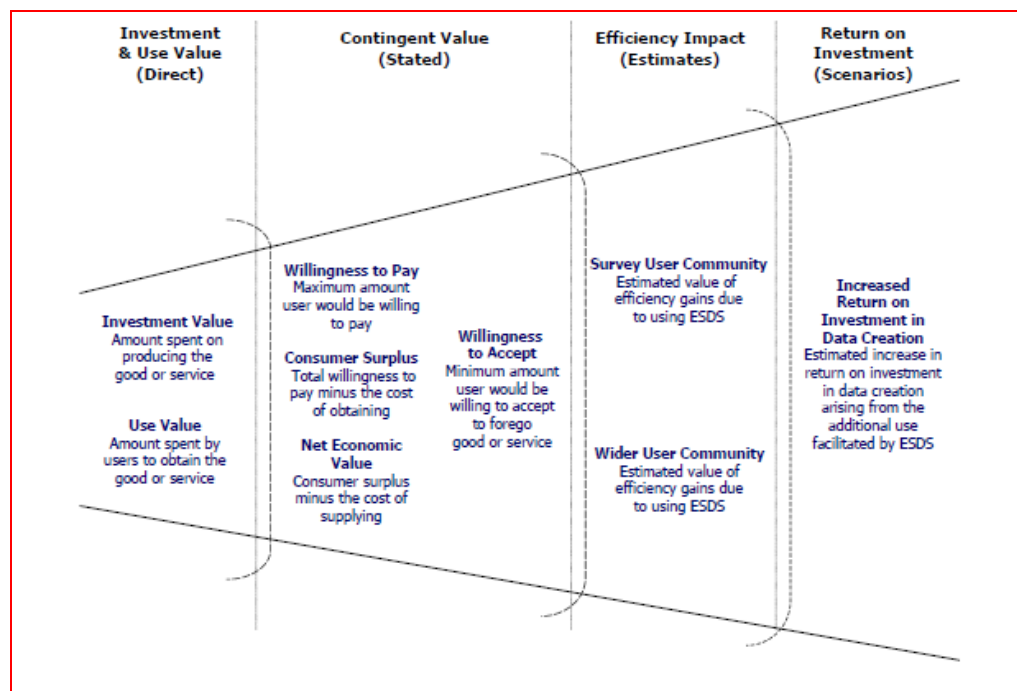 Investment
& Use Value
(Direct)
Contingent Value
(Stated)
Efficiency Impact
(Estimates)
Return on
Investment
(Scenarios)
Investment Value
Amount spent on
producing the
good or service
Use Value
Amount spent by
users to obtain the
good or service
Willingness to Pay
Maximum amount
user would be willing
to pay
Consumer Surplus
Total willingness to
pay minus the cost
of obtaining
Net Economic
Value
Consumer surplus
minus the cost of
supplying
Willingness
to Accept
Minimum amount
user would be
willing to accept
to forego
good or service
Survey User Community
Estimated value of
efficiency gains due
to using ESDS
Wider User Community
Estimated value of
efficiency gains due
to using ESDS
Increased
Return on
Investment in
Data Creation
Estimated increase in
return on investment
in data creation
arising from the
additional use
facilitated by ESDS